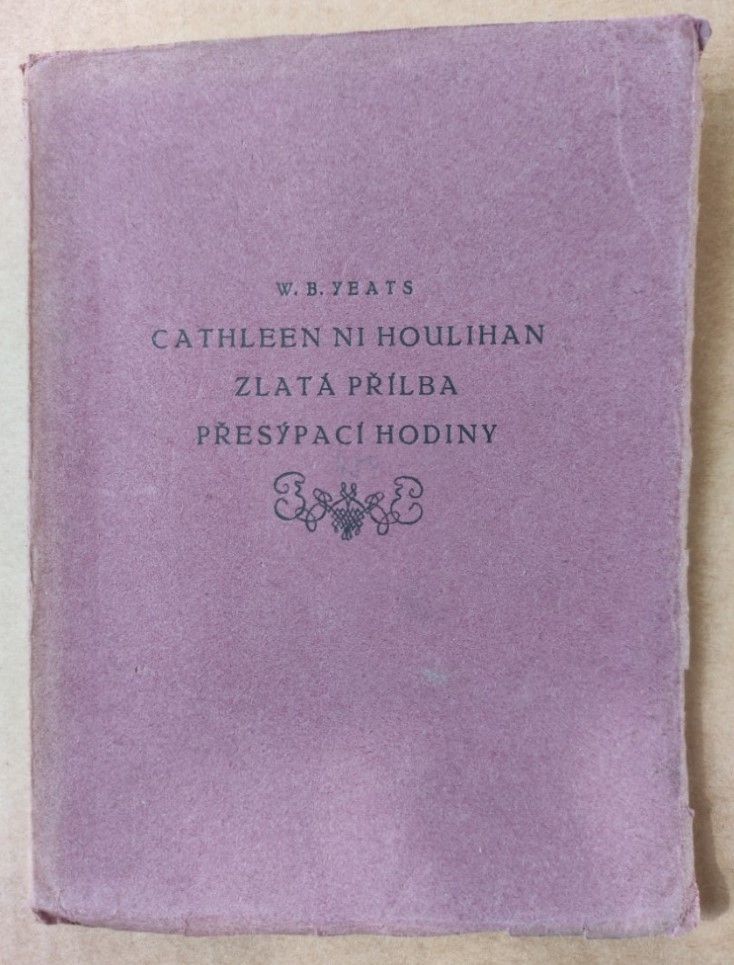 W. B. YEATS
CATHLEEN NI HOULIHAN
ZLATÁ PŘÍLBA
PŘESÝPACÍ HODINY